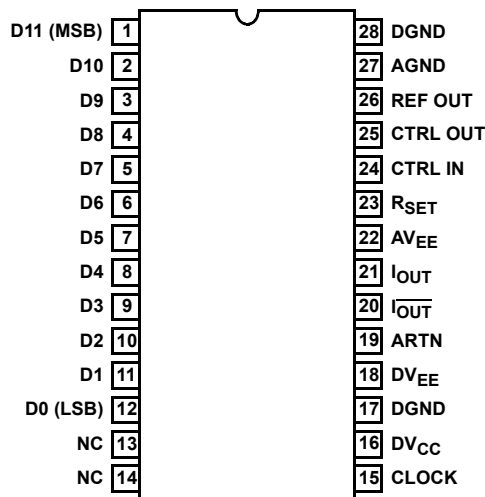 D11 (MSB) 1 28 DGND
D10 2 27 AGND
D9 3 26 REF OUT
D8 4 25 CTRL OUT
D7 5 24 CTRL IN
D6 6 23 RSET
D5 7 22 AVEE
D4 8 21 IOUT
D3 9 20 I̅O̅U̅T̅
D2 10 19 ARTN
D1 11 18 DVEE
D0 (LSB) 12 17 DGND
NC 13 16 DVCC
NC 14 15 CLOCK